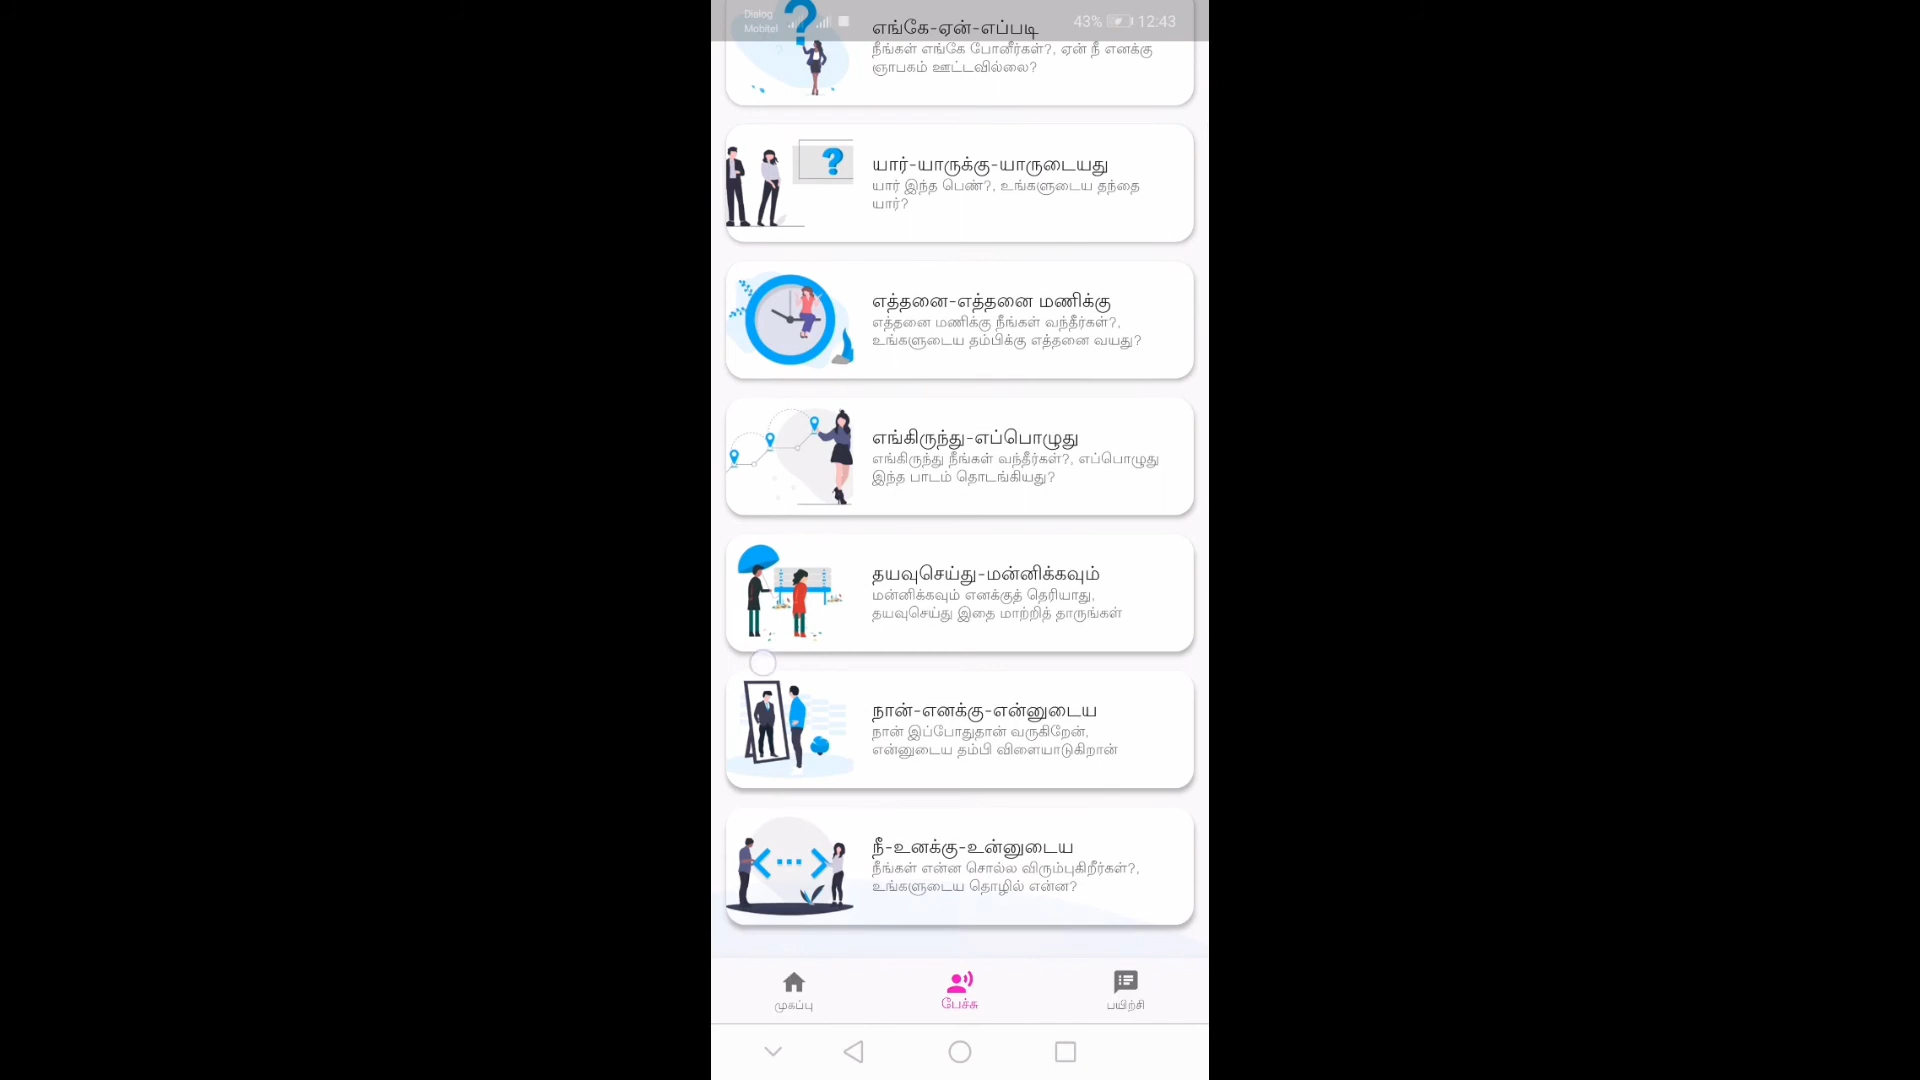 Dialog
Mobitel
43%
12:43
எங்கே-ஏன்-எப்படி
நீங்கள் எங்கே போனீர்கள்?, ஏன் நீ எனக்கு
ஞாபகம் ஊட்டவில்லை?
யார்-யாருக்கு-யாருடையது
யார் இந்த பெண்?, உங்களுடைய தந்தை
யார்?
எத்தனை-எத்தனை மணிக்கு
எத்தனை மணிக்கு நீங்கள் வந்தீர்கள்?,
உங்களுடைய தம்பிக்கு எத்தனை வயது?
எங்கிருந்து-எப்பொழுது
எங்கிருந்து நீங்கள் வந்தீர்கள்?, எப்பொழுது
இந்த பாடம் தொடங்கியது?
தயவுசெய்து-மன்னிக்கவும்
மன்னிக்கவும் எனக்குத் தெரியாது,
தயவுசெய்து இதை மாற்றித் தாருங்கள்
நான்-எனக்கு-என்னுடைய
நான் இப்போதுதான் வருகிறேன்,
என்னுடைய தம்பி விளையாடுகிறான்
நீ-உனக்கு-உன்னுடைய
நீங்கள் என்ன சொல்ல விரும்புகிறீர்கள்?,
உங்களுடைய தொழில் என்ன?
முகப்பு
பேச்சு
பயிற்சி